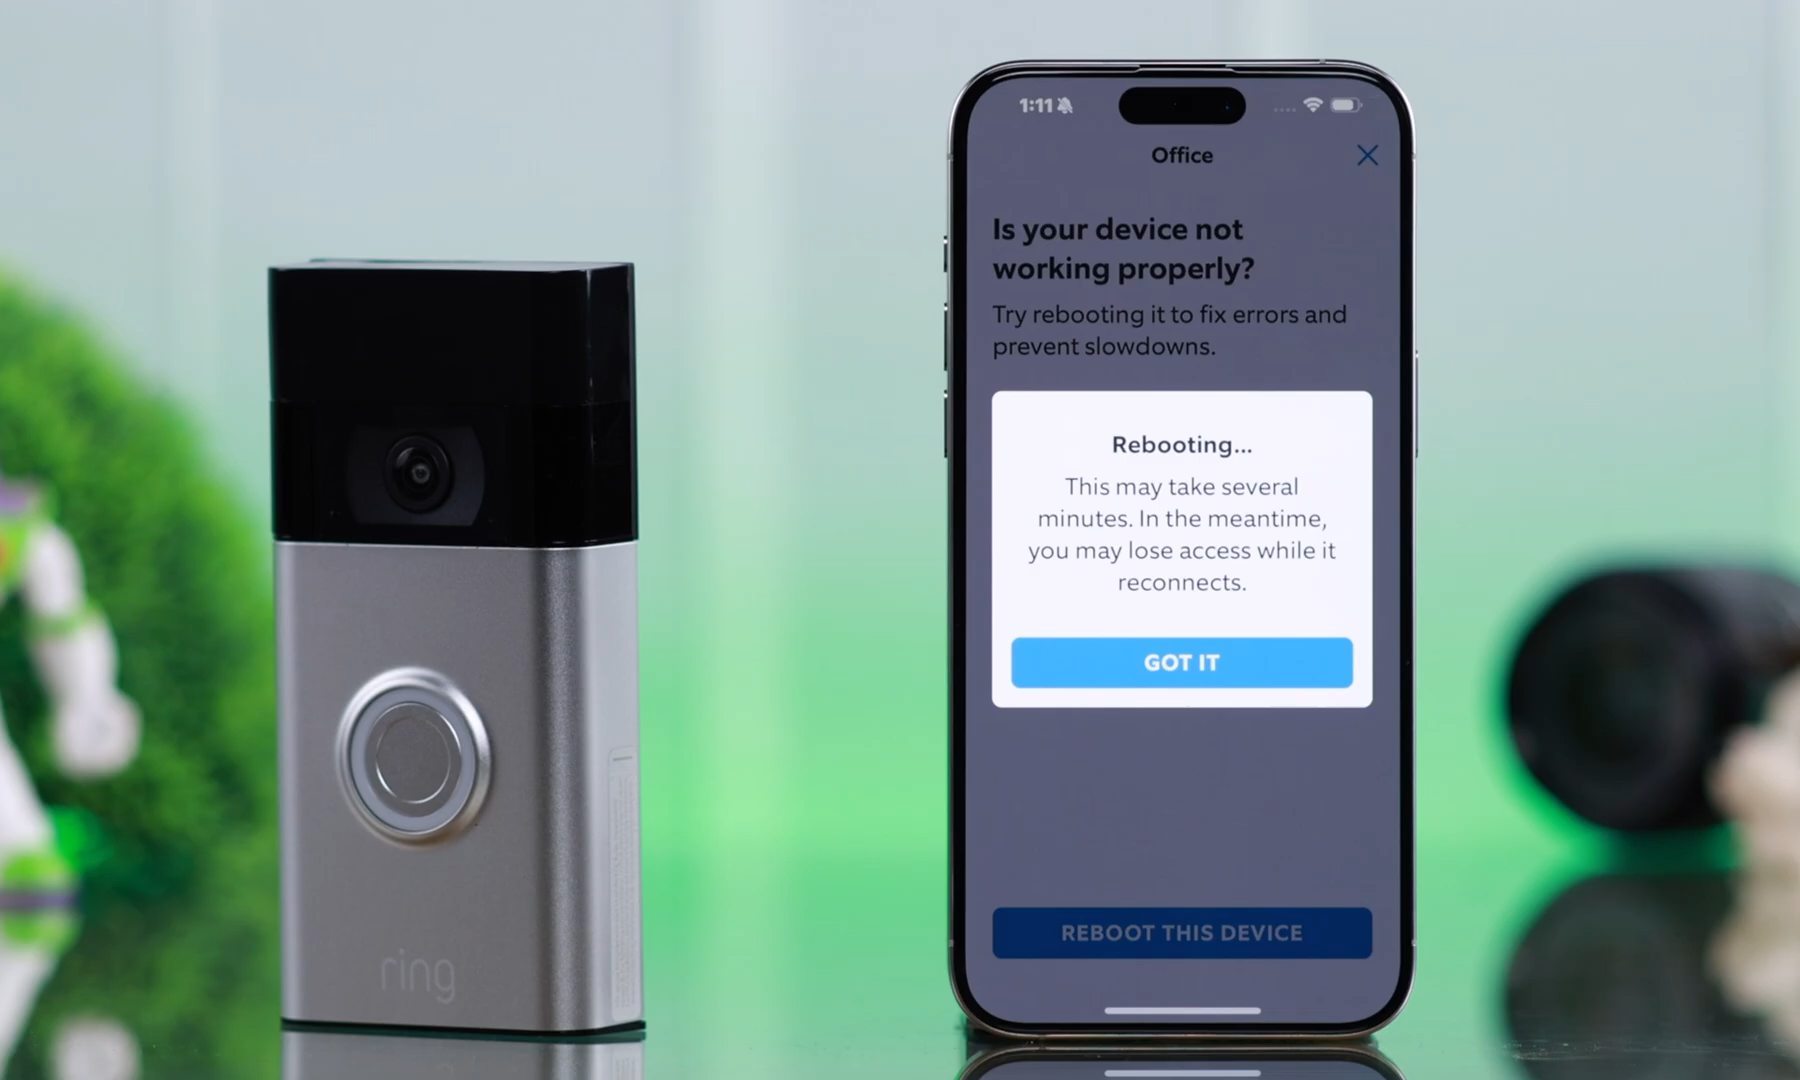 ring
1:11
Office
Is your device not
working properly?
Try rebooting it to fix errors and
prevent slowdowns.
Rebooting...
This may take several
minutes. In the meantime,
you may lose access while it
reconnects.
GOT IT
REBOOT THIS DEVICE